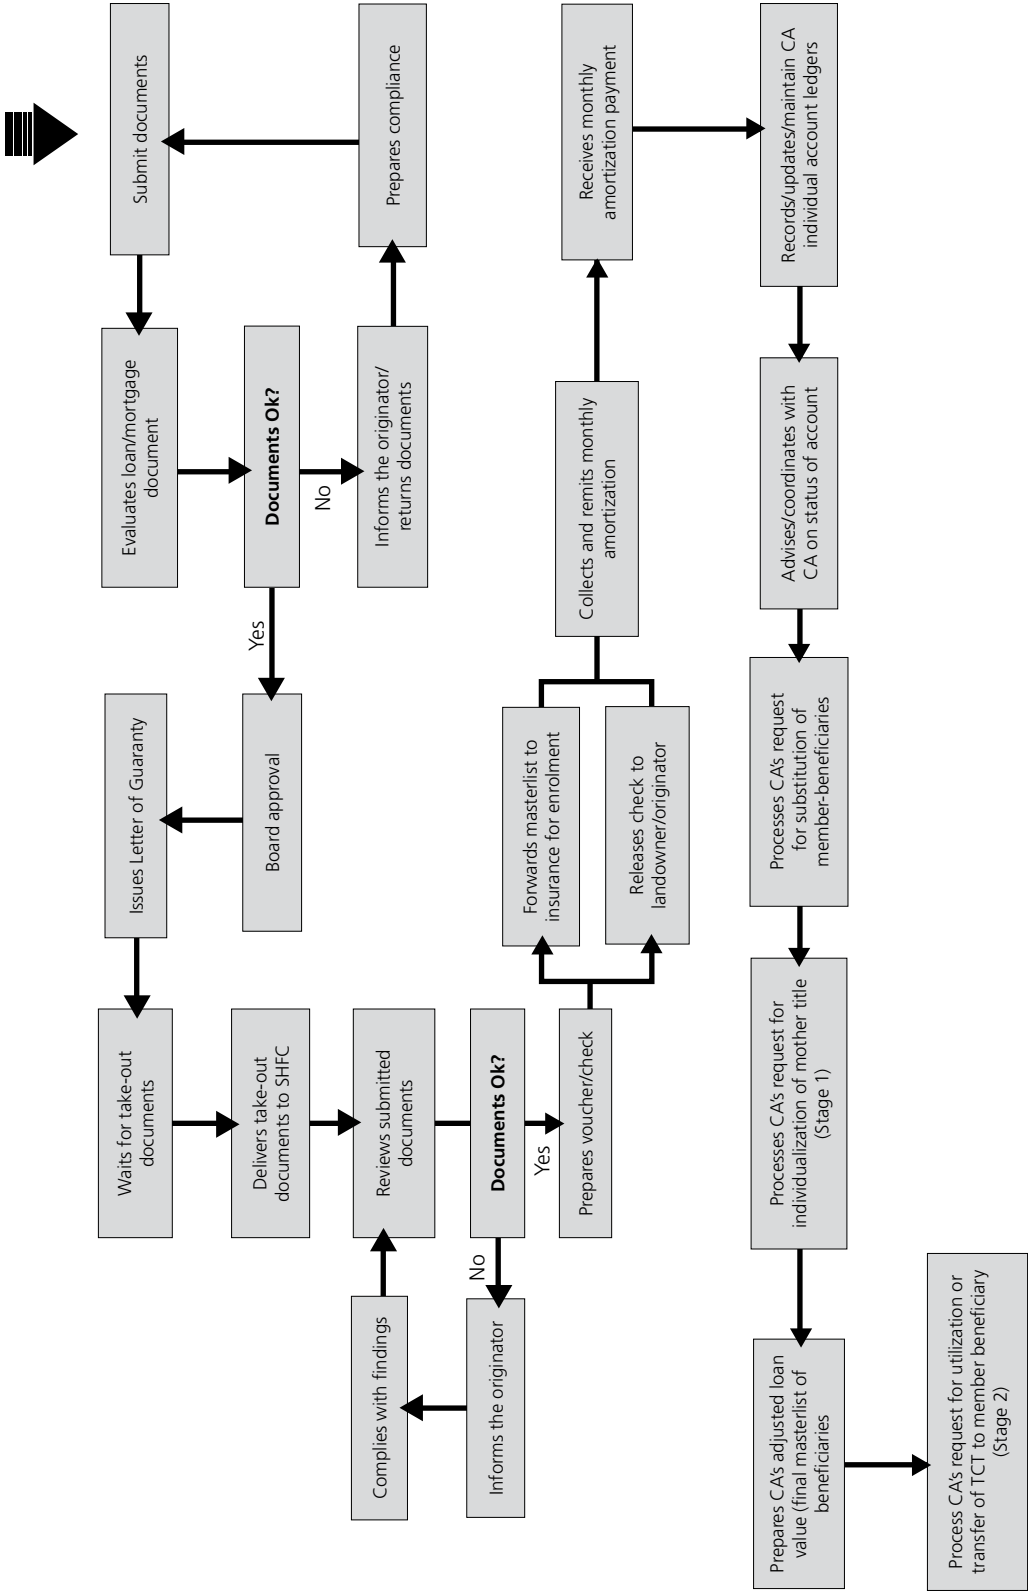 Submit documents
Evaluates loan/mortgage
document
Documents Ok?
No
Informs the originator/
returns documents
Prepares compliance
Yes
Board approval
Issues Letter of Guaranty
Waits for take-out
documents
Delivers take-out
documents to SHFC
Reviews submitted
documents
Documents Ok?
No
Informs the originator
Complies with findings
Yes
Prepares voucher/check
Forwards masterlist to
insurance for enrolment
Releases check to
landowner/originator
Collects and remits monthly
amortization
Receives monthly
amortization payment
Records/updates/maintain CA
individual account ledgers
Advises/coordinates with
CA on status of account
Processes CA's request
for substitution of
member-beneficiaries
Processes CA's request for
individualization of mother title
(Stage 1)
Prepares CA's adjusted loan
value (final masterlist of
beneficiaries
Process CA's request for utilization or
transfer of TCT to member beneficiary
(Stage 2)